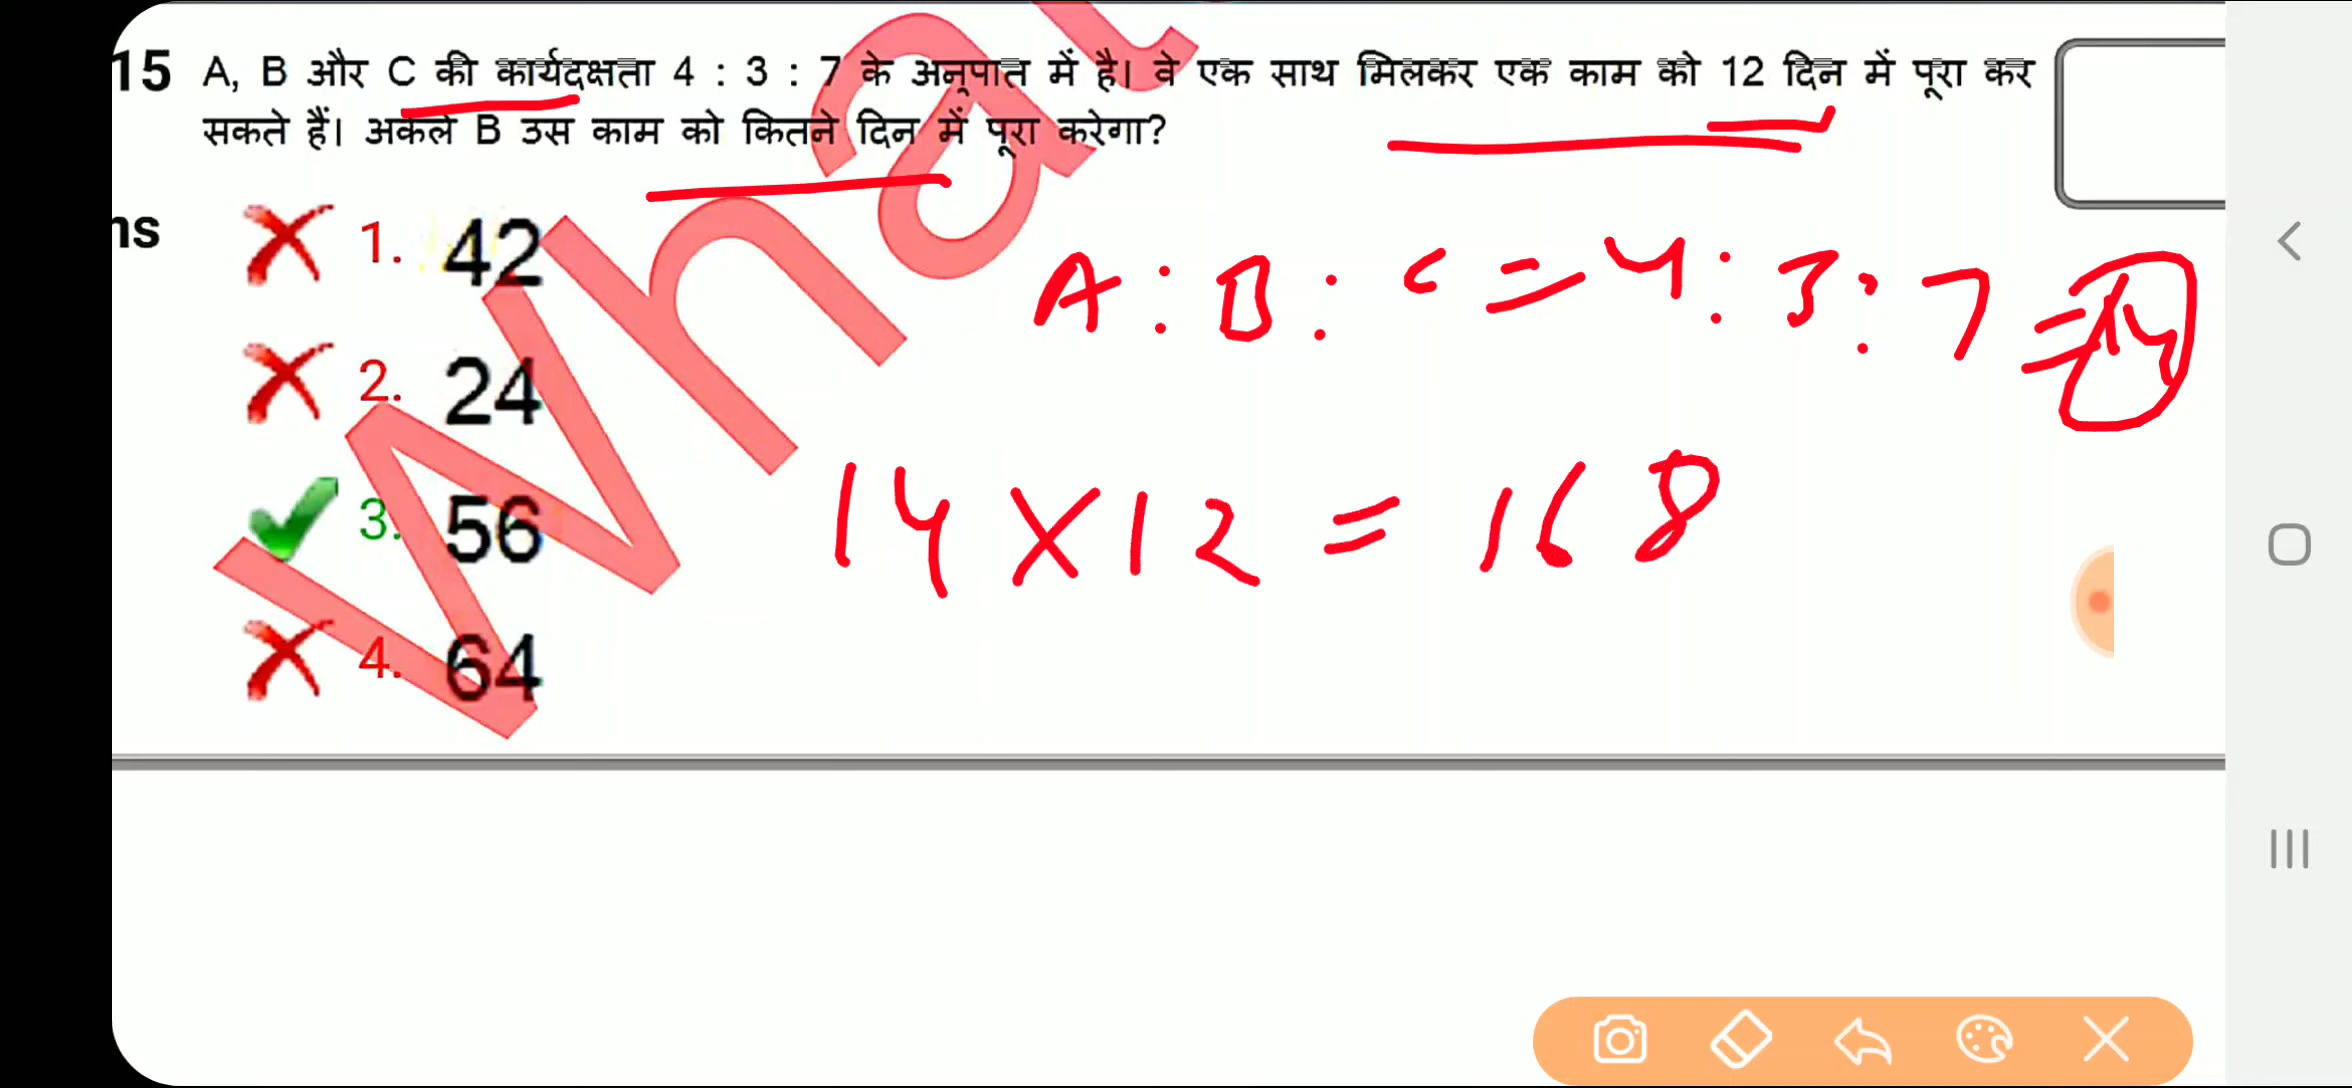 15 A, B और C की कार्यदक्षता 4 : 3 : 7 के अनुपात में है। वे एक साथ मिलकर एक काम को 12 दिन में पूरा कर
सकते हैं। अकेले B उस काम को कितने दिन में पूरा करेगा?
ns
1. 42
2. 24
3. 56
4. 64
A : B : C = 4 : 3 : 7 = 14
14 × 12 = 168
Wha